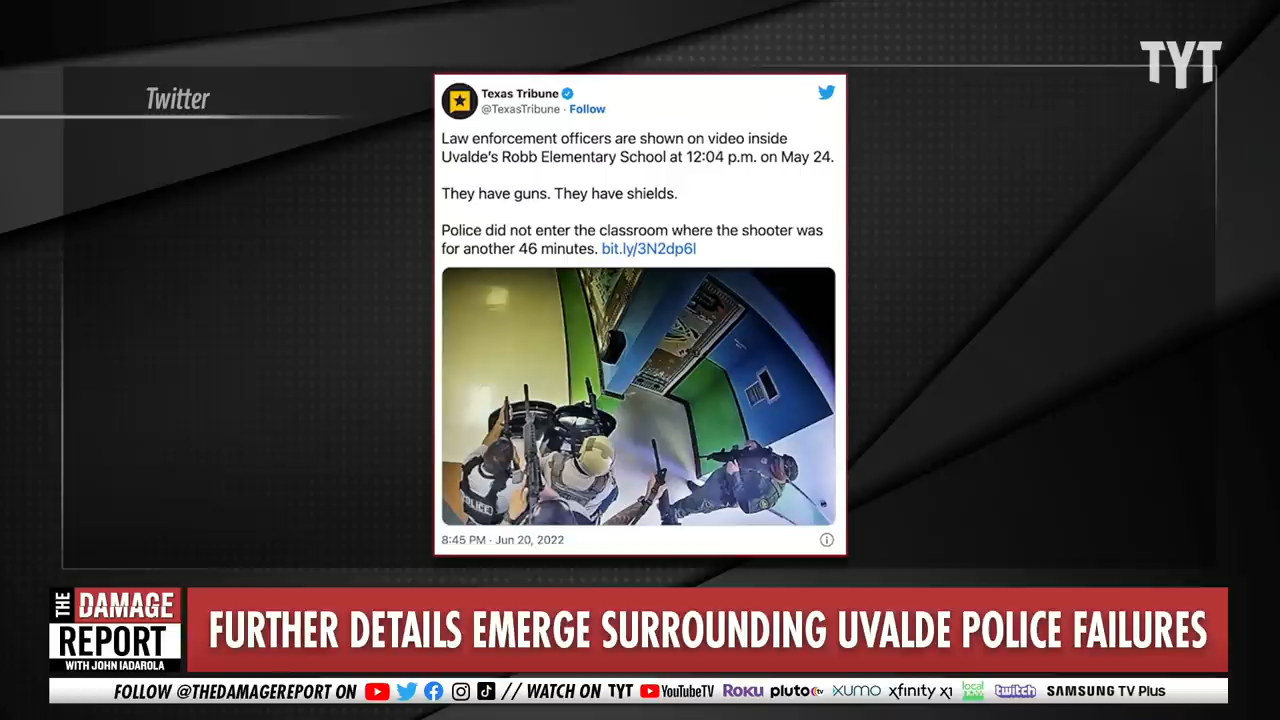 TYT
Twitter
Texas Tribune
@TexasTribune · Follow
Law enforcement officers are shown on video inside
Uvalde's Robb Elementary School at 12:04 p.m. on May 24.
They have guns. They have shields.
Police did not enter the classroom where the shooter was
for another 46 minutes. bit.ly/3N2dp6l
POLICE
8:45 PM · Jun 20, 2022
THE DAMAGE
REPORT
WITH JOHN IADAROLA
FURTHER DETAILS EMERGE SURROUNDING UVALDE POLICE FAILURES
FOLLOW @THEDAMAGEREPORT ON // WATCH ON TYT YouTubeTV Roku pluto tv XUMO xfinity x1 local now twitch SAMSUNG TV Plus